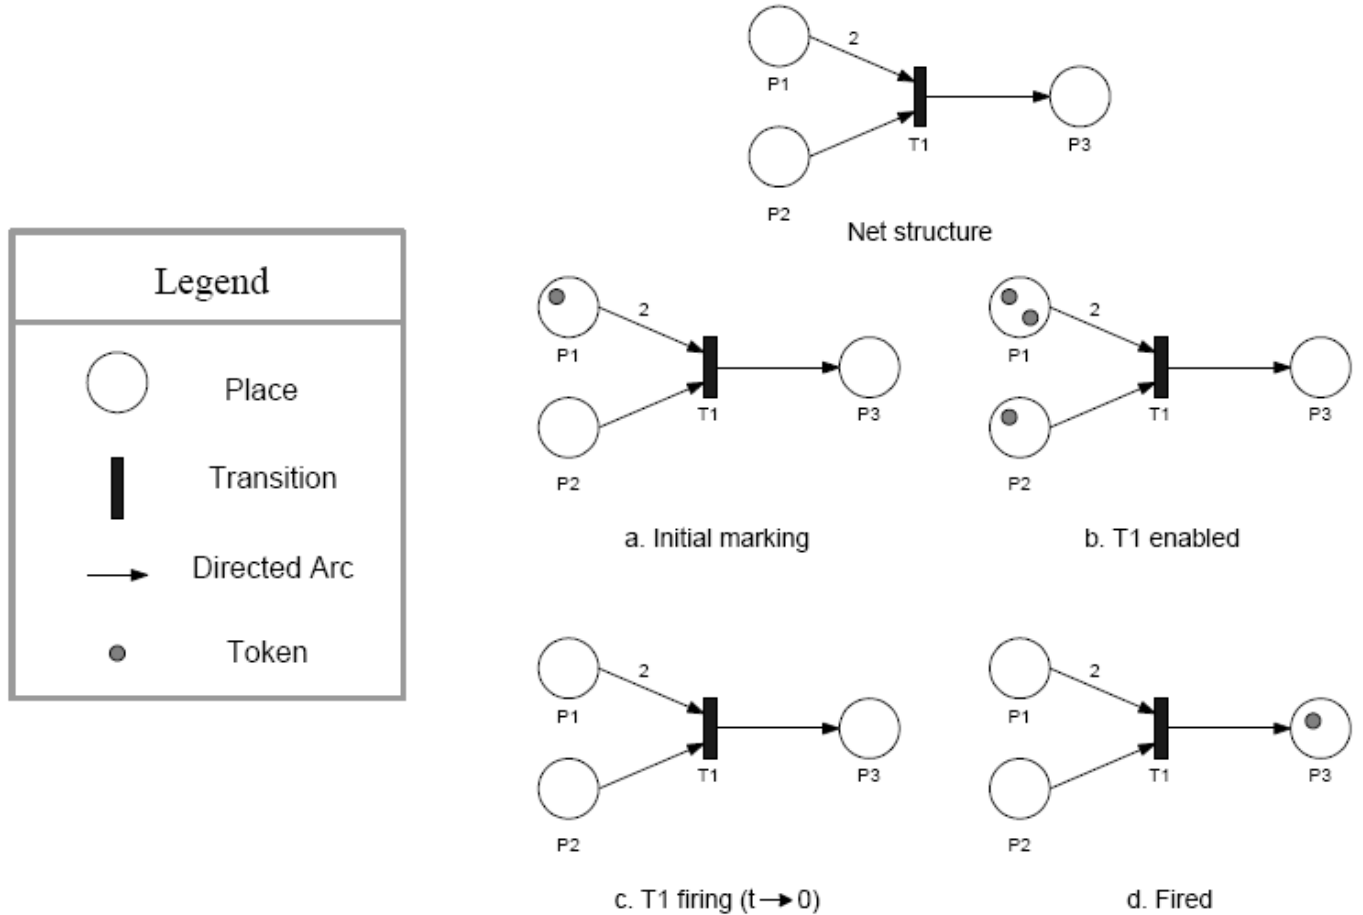 2
P1
T1
P3
P2
Net structure
Legend
Place
Transition
Directed Arc
Token
2
P1
T1
P3
P2
a. Initial marking
2
P1
T1
P3
P2
b. T1 enabled
2
P1
T1
P3
P2
c. T1 firing (t→0)
2
P1
T1
P3
P2
d. Fired